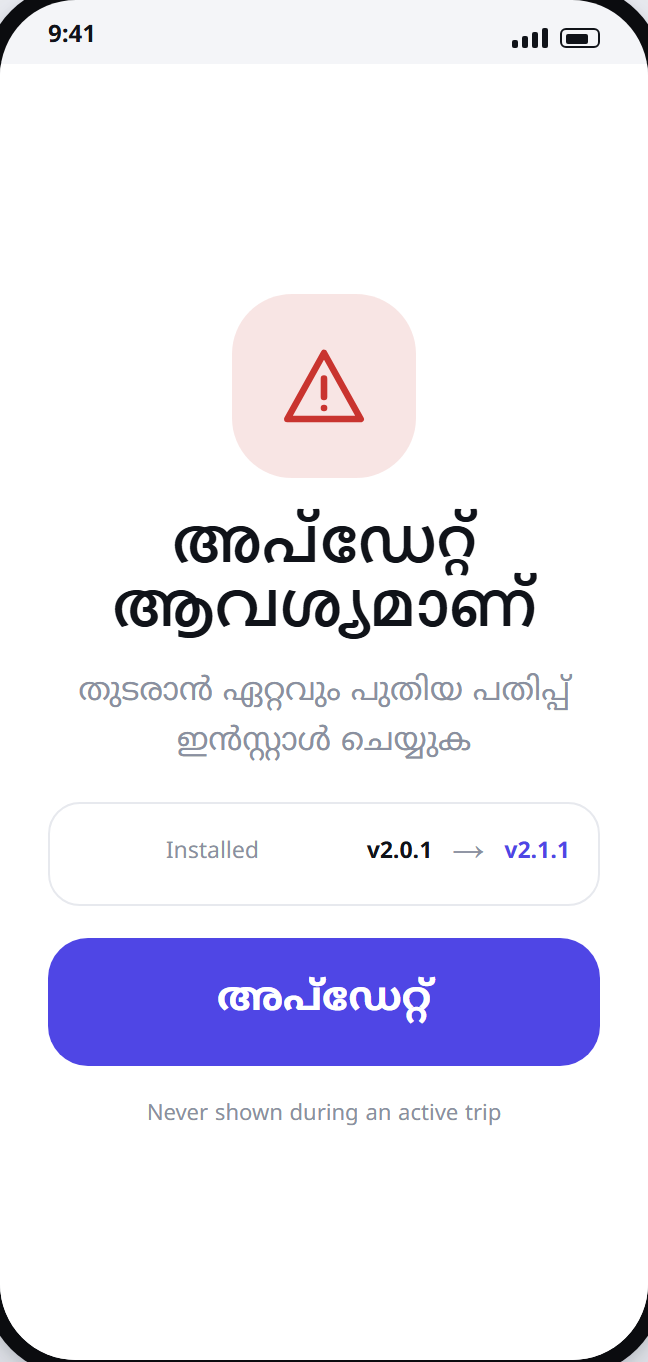 9:41
അപ്ഡേറ്റ്
ആവശ്യമാണ്
തുടരാൻ ഏറ്റവും പുതിയ പതിപ്പ്
ഇൻസ്റ്റാൾ ചെയ്യുക
Installed v2.0.1 → v2.1.1
അപ്ഡേറ്റ്
Never shown during an active trip